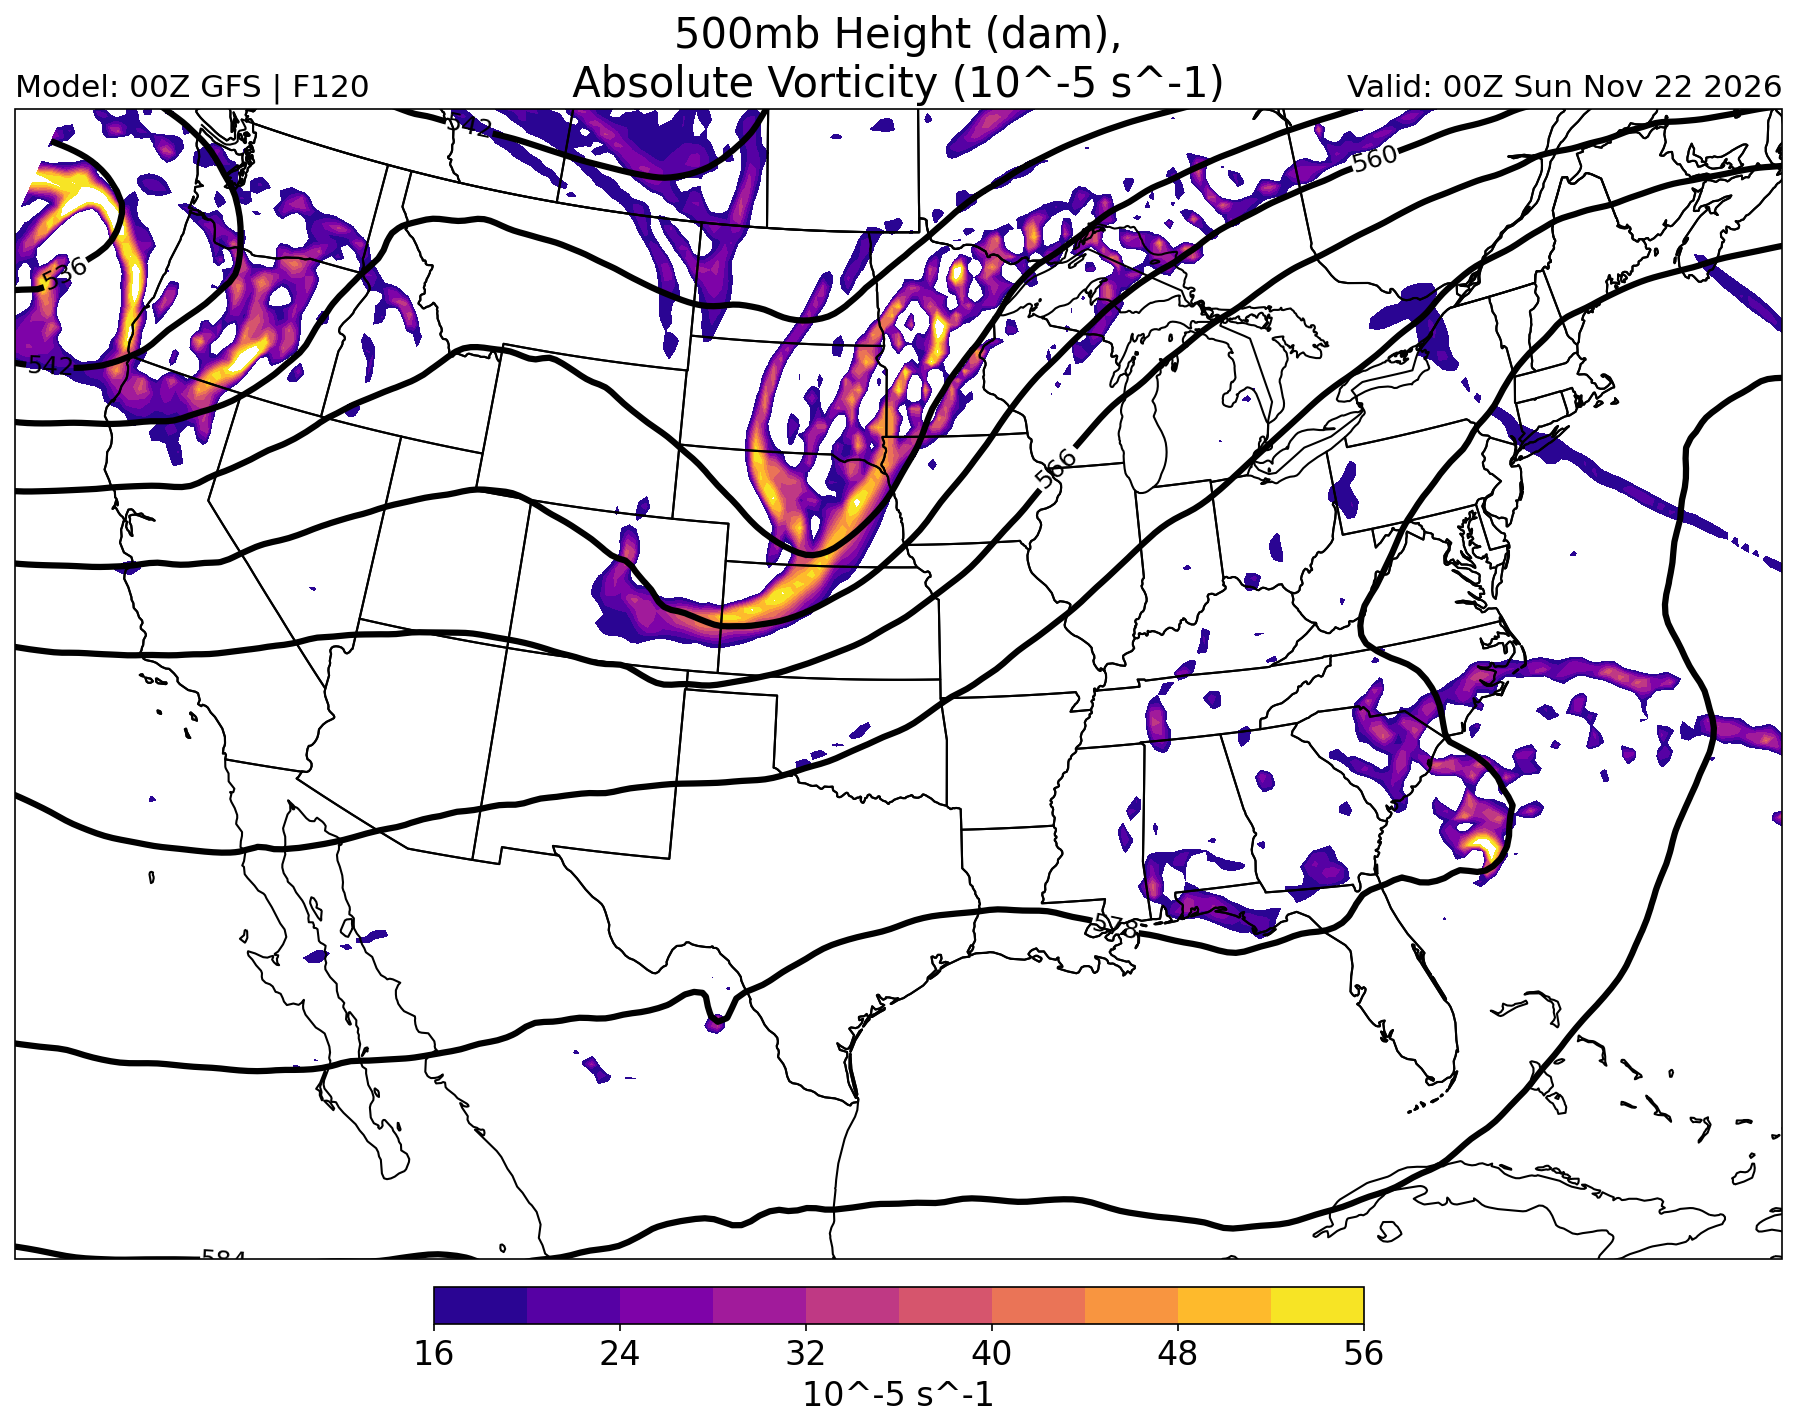 500mb Height (dam),
Model: 00Z GFS | F120
Absolute Vorticity (10^-5 s^-1)
Valid: 00Z Sun Nov 22 2026
542
560
536
542
566
578
584
16 24 32 40 48 56
10^-5 s^-1